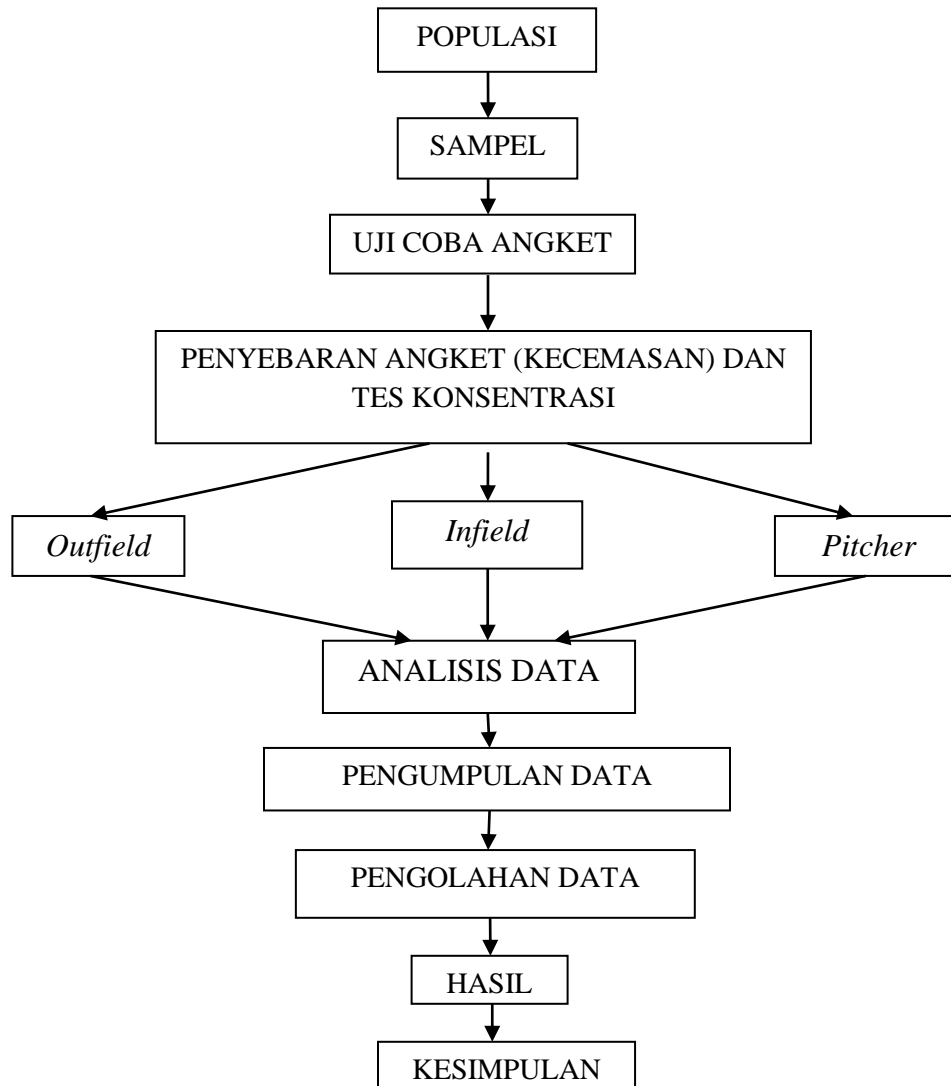 POPULASI
SAMPEL
UJI COBA ANGKET
PENYEBARAN ANGKET (KECEMASAN) DAN
TES KONSENTRASI
Outfield
Infield
Pitcher
ANALISIS DATA
PENGUMPULAN DATA
PENGOLAHAN DATA
HASIL
KESIMPULAN